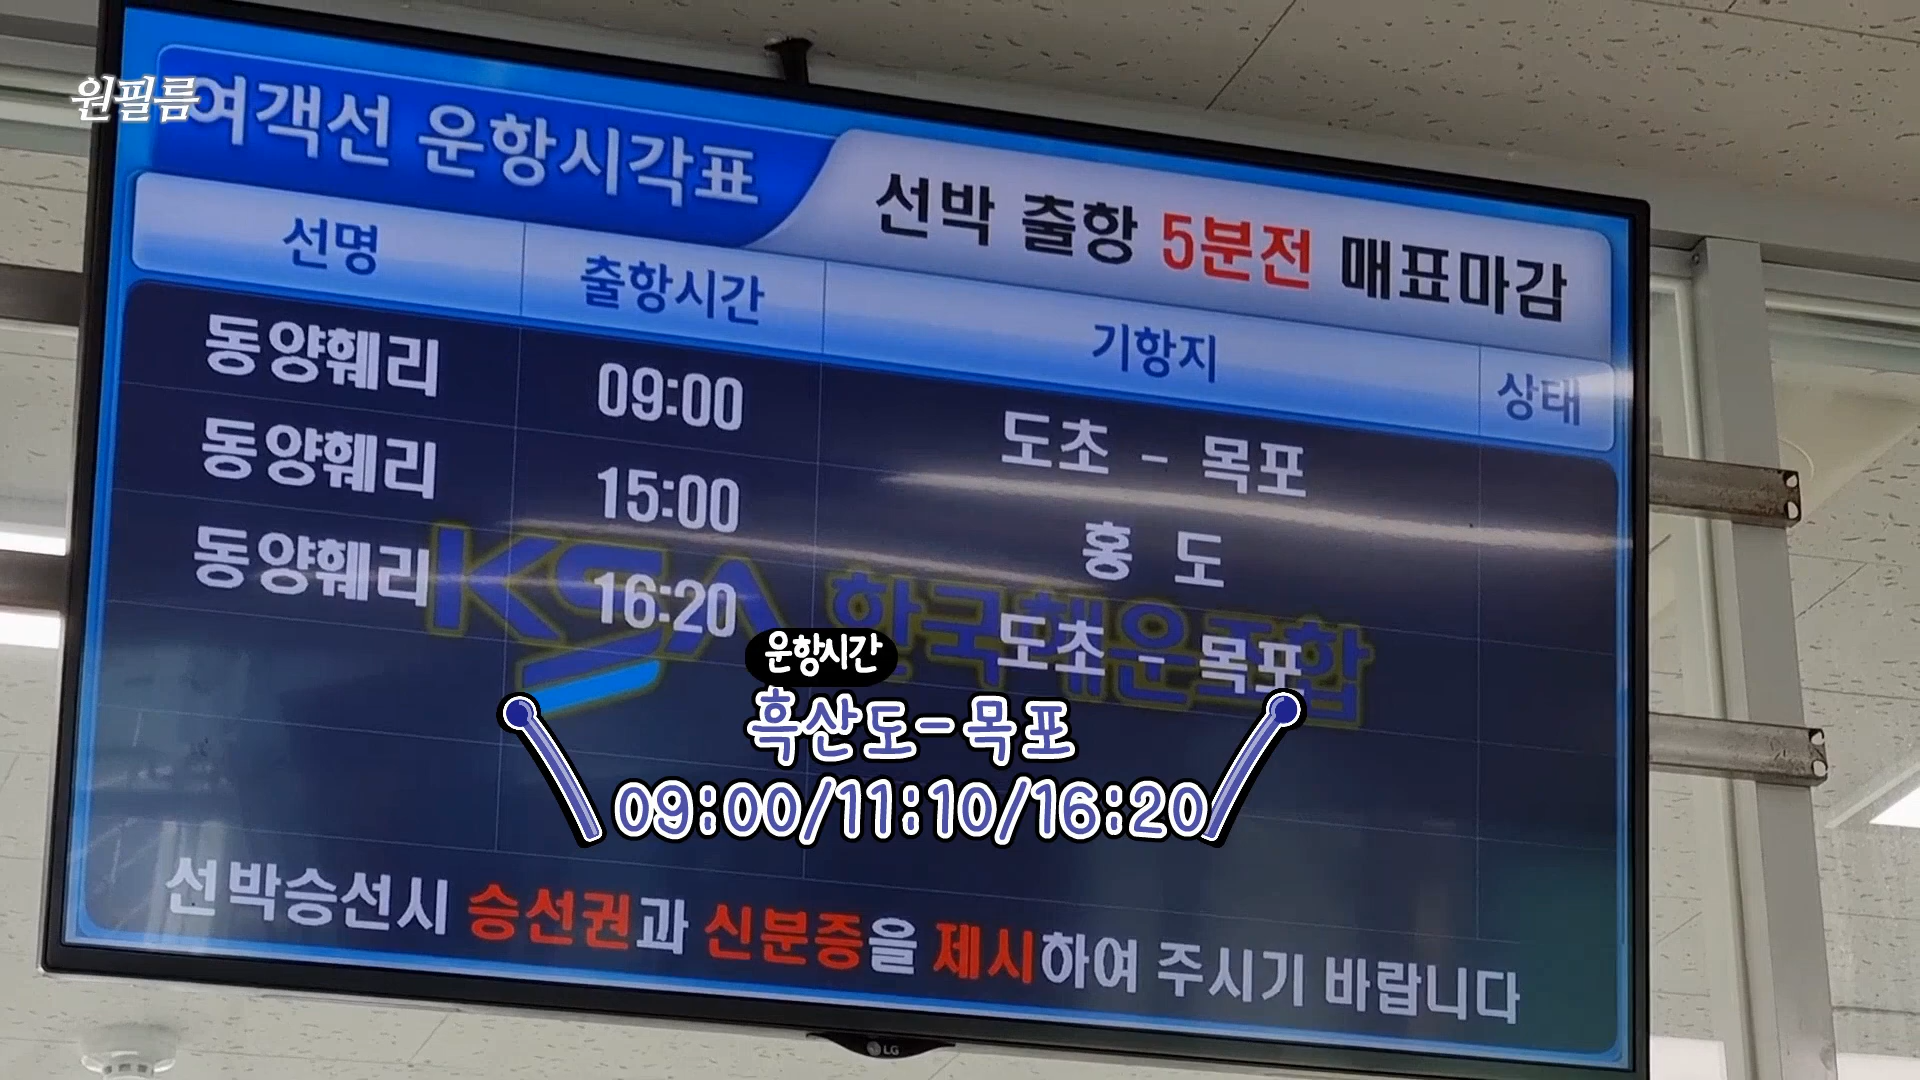 원필름
여객선 운항시각표
선박 출항 5분전 매표마감
선명 출항시간 기항지 상태
동양훼리 09:00 도초 - 목포
동양훼리 15:00 홍 도
동양훼리 16:20 도초 - 목포
KSA 한국해운조합
운항시간
흑산도-목포
09:00/11:10/16:20
선박승선시 승선권과 신분증을 제시하여 주시기 바랍니다
LG